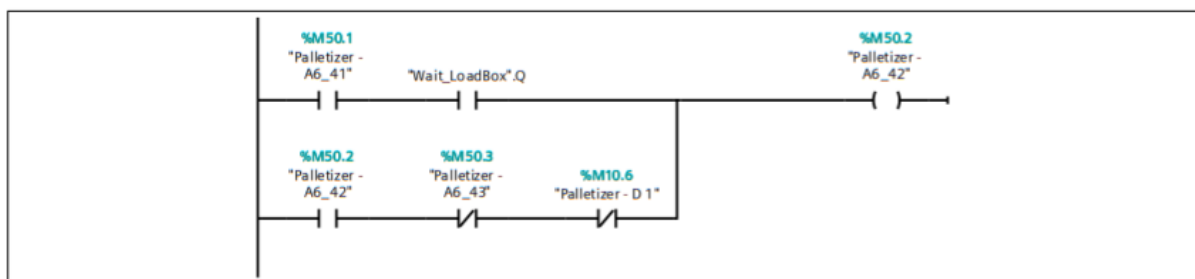 %M50.1
"Palletizer -
A6_41"
"Wait_LoadBox".Q
%M50.2
"Palletizer -
A6_42"
%M50.2
"Palletizer -
A6_42"
%M50.3
"Palletizer -
A6_43"
%M10.6
"Palletizer - D 1"